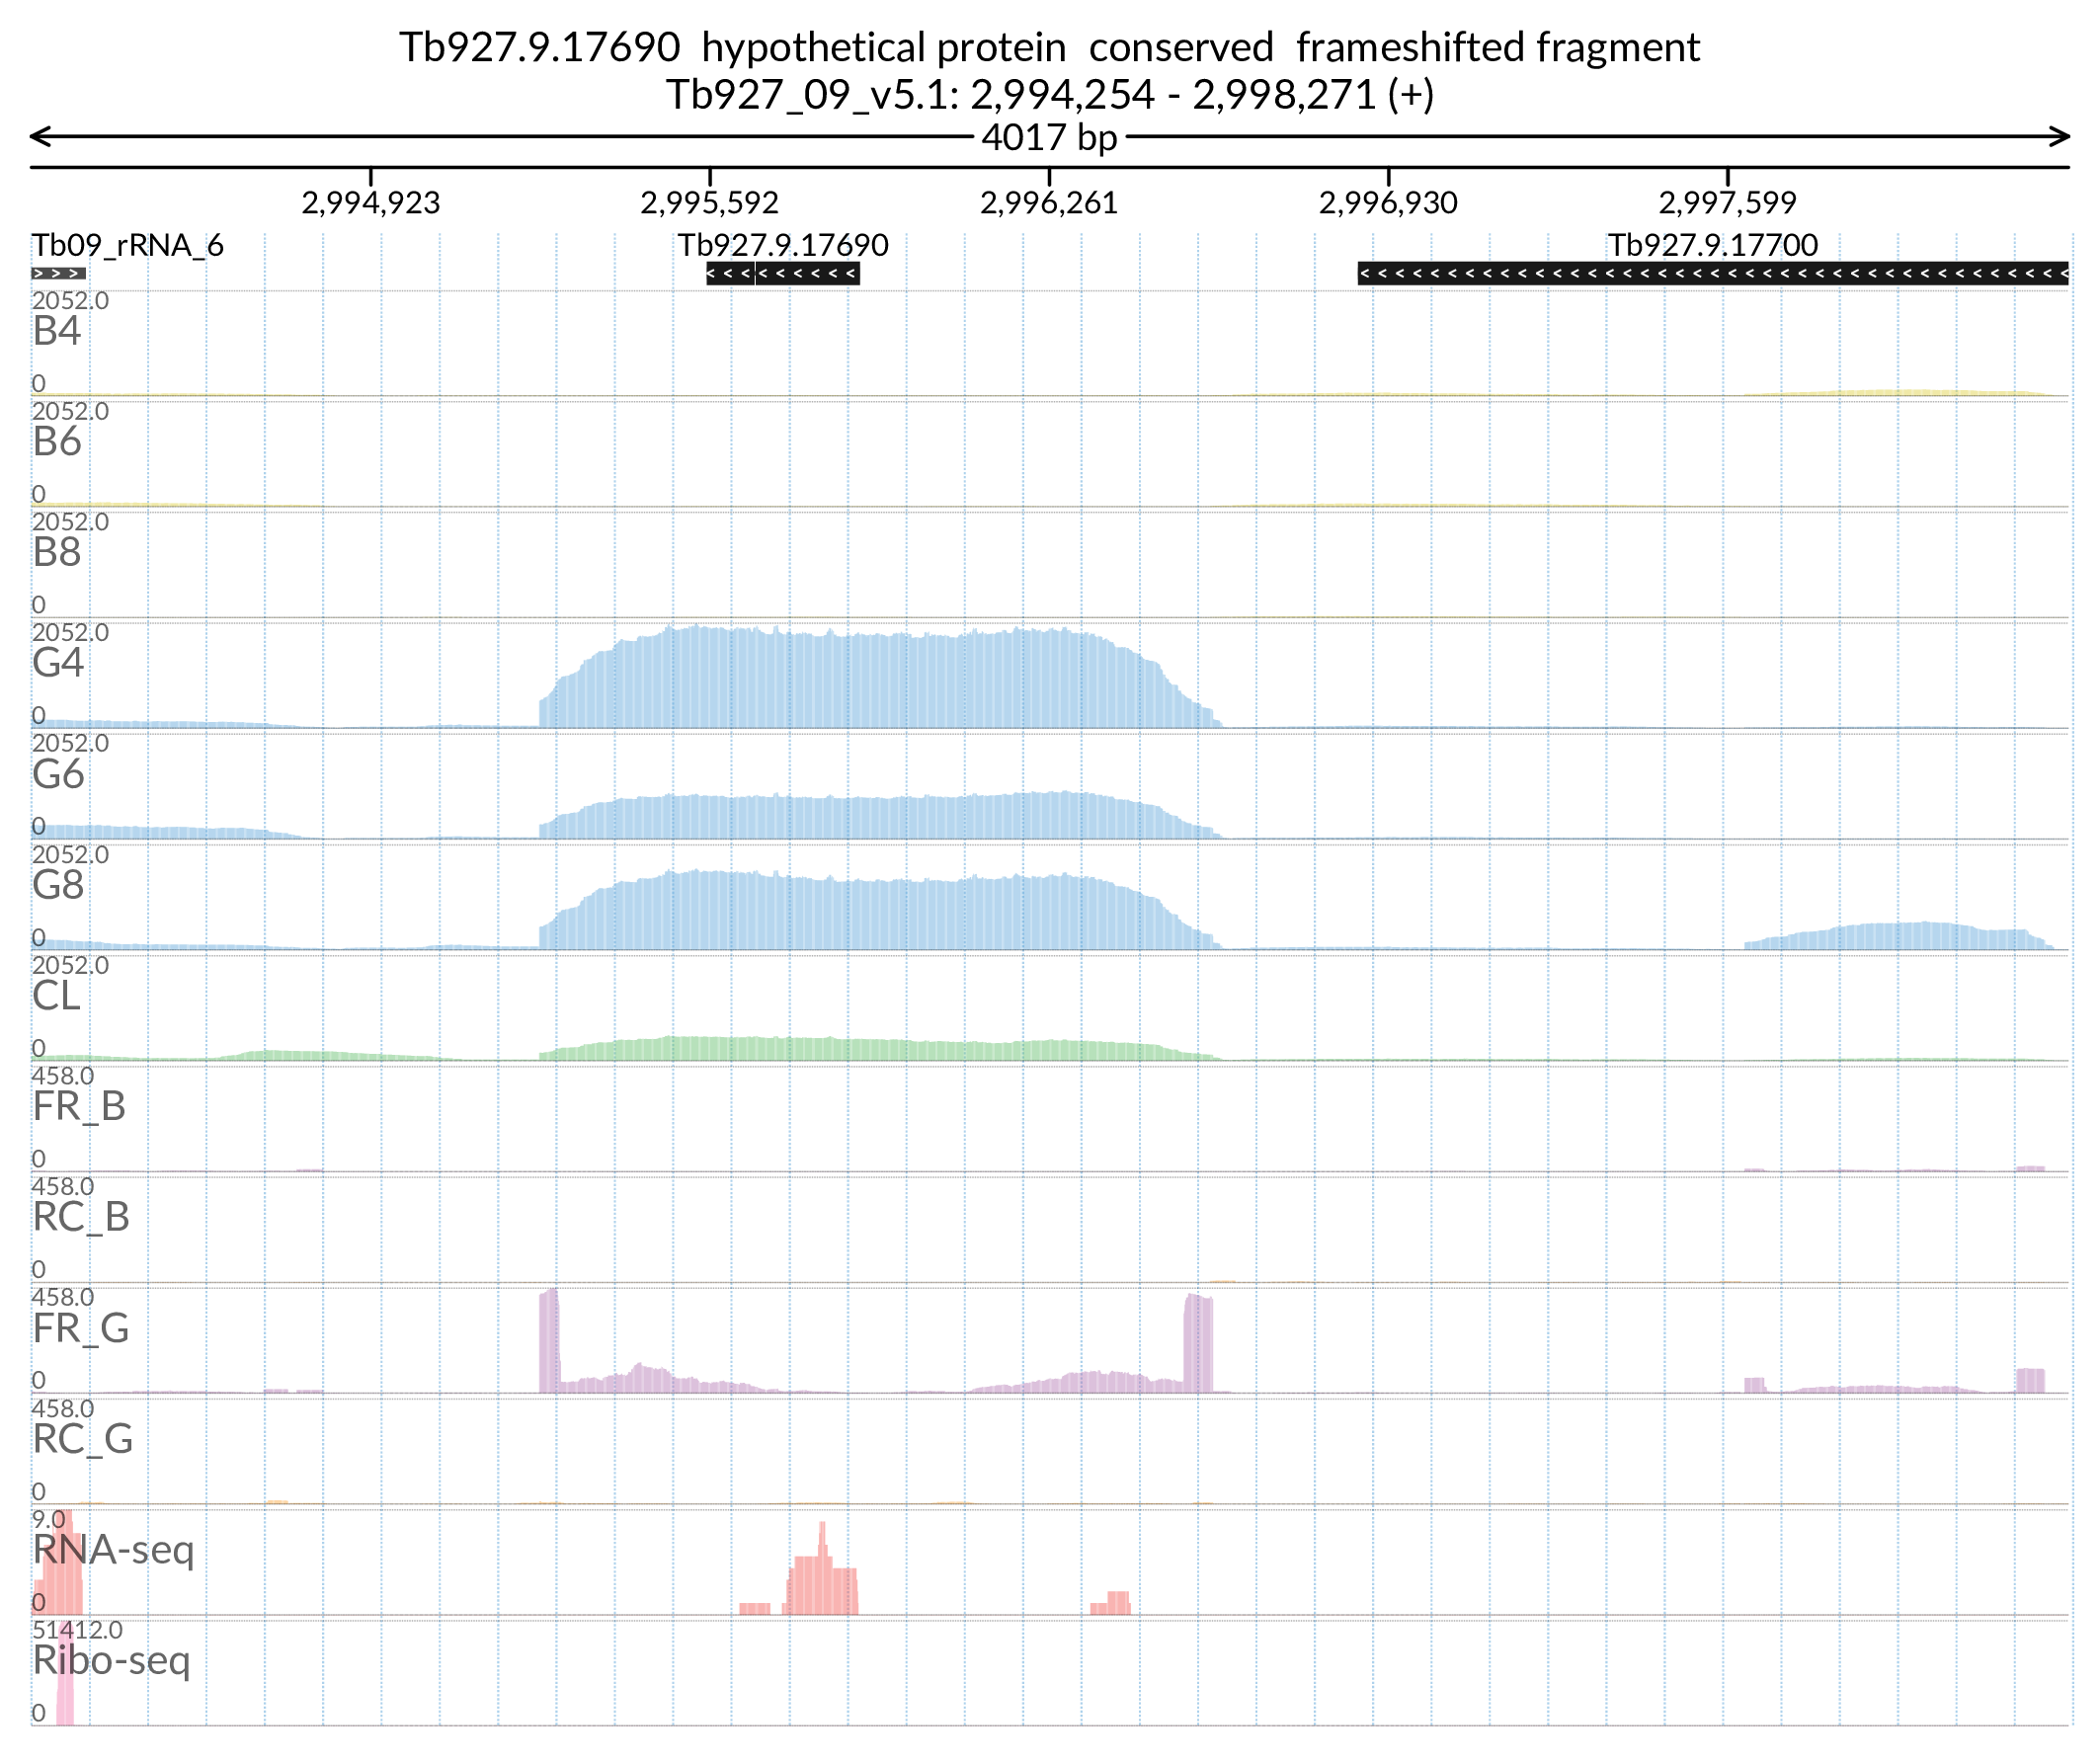 Tb927.9.17690 hypothetical protein conserved frameshifted fragment
Tb927_09_v5.1: 2,994,254 - 2,998,271 (+)
4017 bp
2,994,923 2,995,592 2,996,261 2,996,930 2,997,599
Tb09_rRNA_6 Tb927.9.17690 Tb927.9.17700
2052.0
B4
0
2052.0
B6
0
2052.0
B8
0
2052.0
G4
0
2052.0
G6
0
2052.0
G8
0
2052.0
CL
0
458.0
FR_B
0
458.0
RC_B
0
458.0
FR_G
0
458.0
RC_G
0
9.0
RNA-seq
0
51412.0
Ribo-seq
0